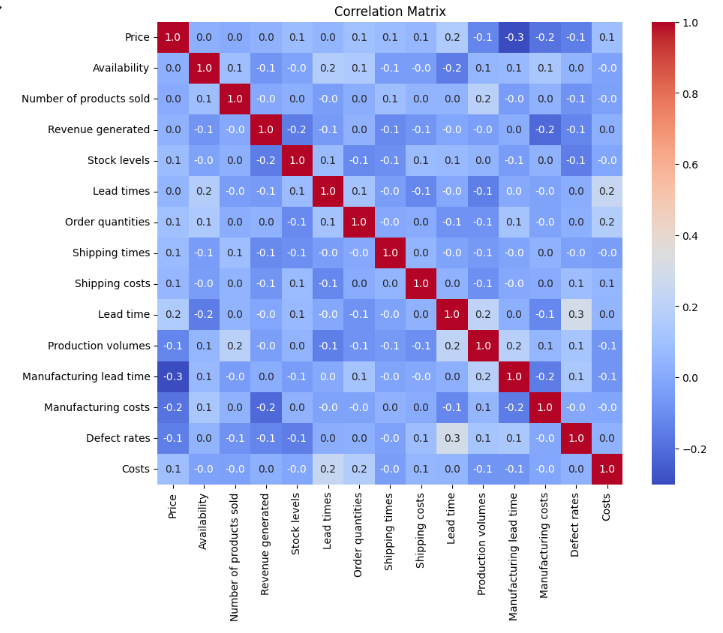 Correlation Matrix
Price 1.0 0.0 0.0 0.0 0.1 0.0 0.1 0.1 0.1 0.2 -0.1 -0.3 -0.2 -0.1 0.1
Availability 0.0 1.0 0.1 -0.1 -0.0 0.2 0.1 -0.1 -0.0 -0.2 0.1 0.1 0.1 0.0 -0.0
Number of products sold 0.0 0.1 1.0 -0.0 0.0 -0.0 0.0 0.1 0.0 0.0 0.2 -0.0 0.0 -0.1 -0.0
Revenue generated 0.0 -0.1 -0.0 1.0 -0.2 -0.1 0.0 -0.1 -0.1 -0.0 -0.0 0.0 -0.2 -0.1 0.0
Stock levels 0.1 -0.0 0.0 -0.2 1.0 0.1 -0.1 -0.1 0.1 0.1 0.0 -0.1 0.0 -0.1 -0.0
Lead times 0.0 0.2 -0.0 -0.1 0.1 1.0 0.1 -0.0 -0.1 -0.0 -0.1 0.0 -0.0 0.0 0.2
Order quantities 0.1 0.1 0.0 0.0 -0.1 0.1 1.0 -0.0 0.0 -0.1 -0.1 0.1 -0.0 0.0 0.2
Shipping times 0.1 -0.1 0.1 -0.1 -0.1 -0.0 -0.0 1.0 0.0 -0.0 -0.1 -0.0 0.0 -0.0 -0.0
Shipping costs 0.1 -0.0 0.0 -0.1 0.1 -0.1 0.0 0.0 1.0 0.0 -0.1 -0.0 0.0 0.1 0.1
Lead time 0.2 -0.2 0.0 -0.0 0.1 -0.0 -0.1 -0.0 0.0 1.0 0.2 0.0 -0.1 0.3 0.0
Production volumes -0.1 0.1 0.2 -0.0 0.0 -0.1 -0.1 -0.1 -0.1 0.2 1.0 0.2 0.1 0.1 -0.1
Manufacturing lead time -0.3 0.1 -0.0 0.0 -0.1 0.0 0.1 -0.0 -0.0 0.0 0.2 1.0 -0.2 0.1 -0.1
Manufacturing costs -0.2 0.1 0.0 -0.2 0.0 -0.0 -0.0 0.0 0.0 -0.1 0.1 -0.2 1.0 -0.0 -0.0
Defect rates -0.1 0.0 -0.1 -0.1 -0.1 0.0 0.0 -0.0 0.1 0.3 0.1 0.1 -0.0 1.0 0.0
Costs 0.1 -0.0 -0.0 0.0 -0.0 0.2 0.2 -0.0 0.1 0.0 -0.1 -0.1 -0.0 0.0 1.0
Price
Availability
Number of products sold
Revenue generated
Stock levels
Lead times
Order quantities
Shipping times
Shipping costs
Lead time
Production volumes
Manufacturing lead time
Manufacturing costs
Defect rates
Costs
1.0
0.8
0.6
0.4
0.2
0.0
−0.2